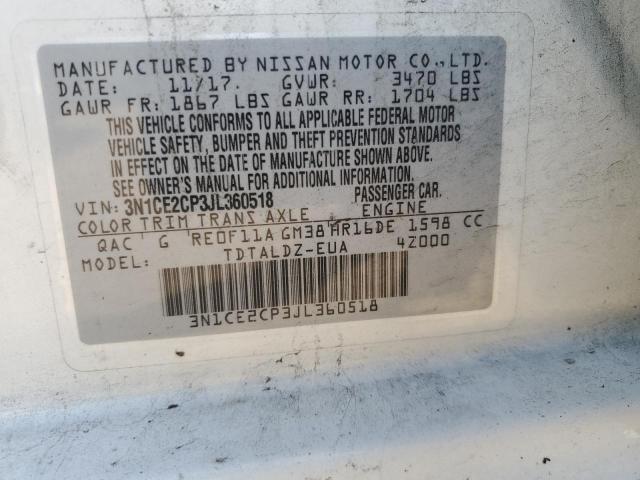 MANUFACTURED BY NISSAN MOTOR CO.,LTD.
DATE: 11/17. GVWR: 3470 LBS
GAWR FR: 1867 LBS GAWR RR: 1704 LBS
THIS VEHICLE CONFORMS TO ALL APPLICABLE FEDERAL MOTOR
VEHICLE SAFETY, BUMPER AND THEFT PREVENTION STANDARDS
IN EFFECT ON THE DATE OF MANUFACTURE SHOWN ABOVE.
SEE OWNER'S MANUAL FOR ADDITIONAL INFORMATION.
VIN: 3N1CE2CP3JL360518 PASSENGER CAR.
COLOR TRIM TRANS AXLE ENGINE
QAC G RE0F11A GM38 HR16DE 1598 CC
MODEL: TDTALDZ-EUA 4Z000
3N1CE2CP3JL360518